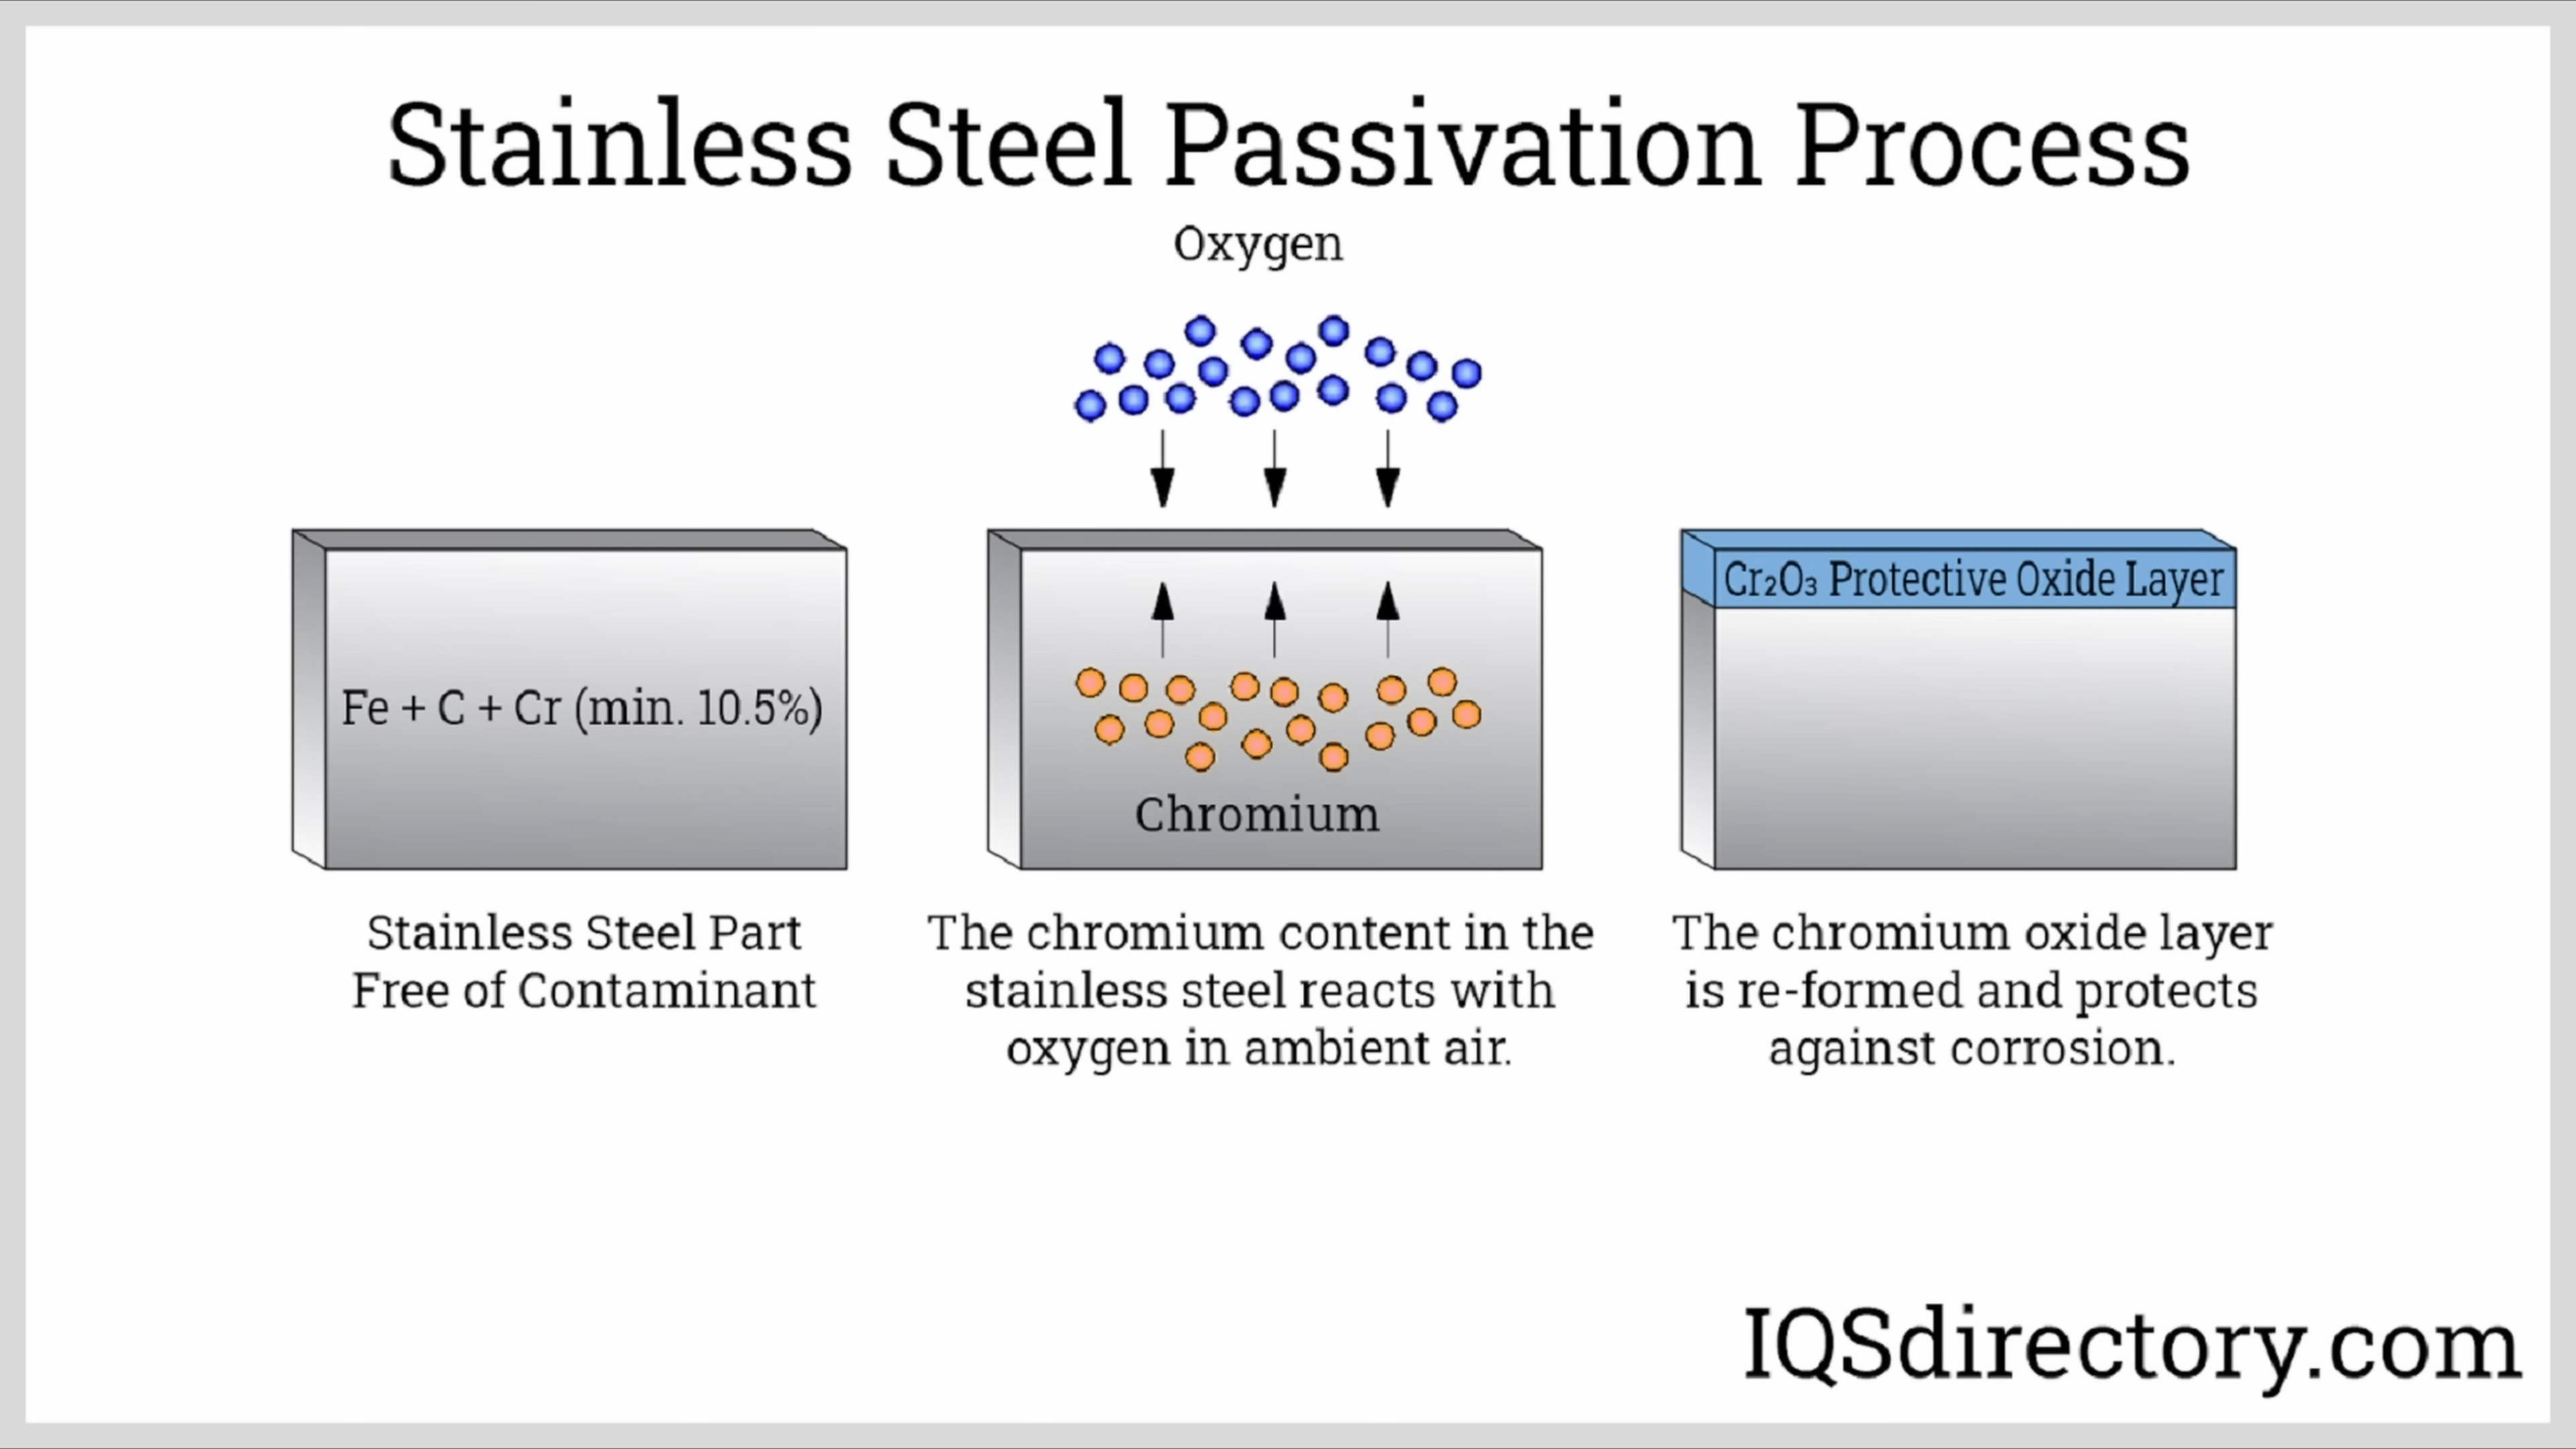 Stainless Steel Passivation Process
Oxygen
Fe + C + Cr (min. 10.5%)
Chromium
Cr₂O₃ Protective Oxide Layer
Stainless Steel Part
Free of Contaminant
The chromium content in the
stainless steel reacts with
oxygen in ambient air.
The chromium oxide layer
is re-formed and protects
against corrosion.
IQSdirectory.com